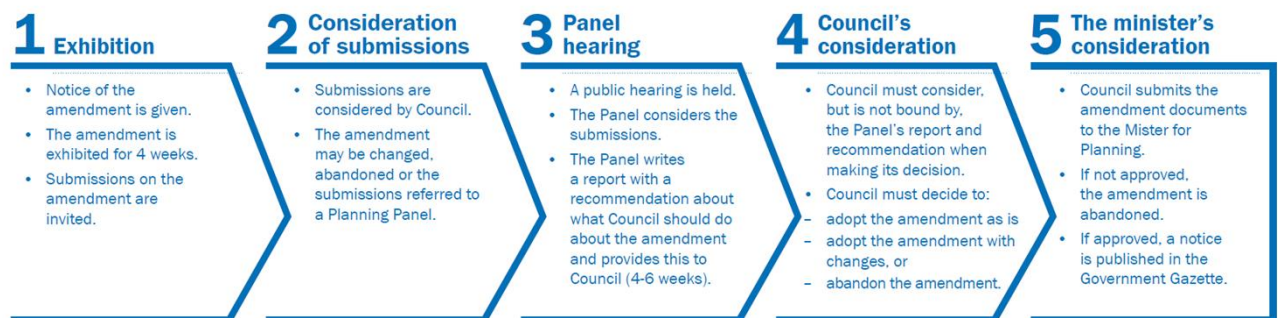 1 Exhibition
• Notice of the
amendment is given.
• The amendment is
exhibited for 4 weeks.
• Submissions on the
amendment are
invited.
2 Consideration
of submissions
• Submissions are
considered by Council.
• The amendment
may be changed,
abandoned or the
submissions referred to
a Planning Panel.
3 Panel
hearing
• A public hearing is held.
• The Panel considers the
submissions.
• The Panel writes
a report with a
recommendation about
what Council should do
about the amendment
and provides this to
Council (4-6 weeks).
4 Council's
consideration
• Council must consider,
but is not bound by,
the Panel's report and
recommendation when
making its decision.
• Council must decide to:
– adopt the amendment as is
– adopt the amendment with
changes, or
– abandon the amendment.
5 The minister's
consideration
• Council submits the
amendment documents
to the Mister for
Planning.
• If not approved,
the amendment is
abandoned.
• If approved, a notice
is published in the
Government Gazette.